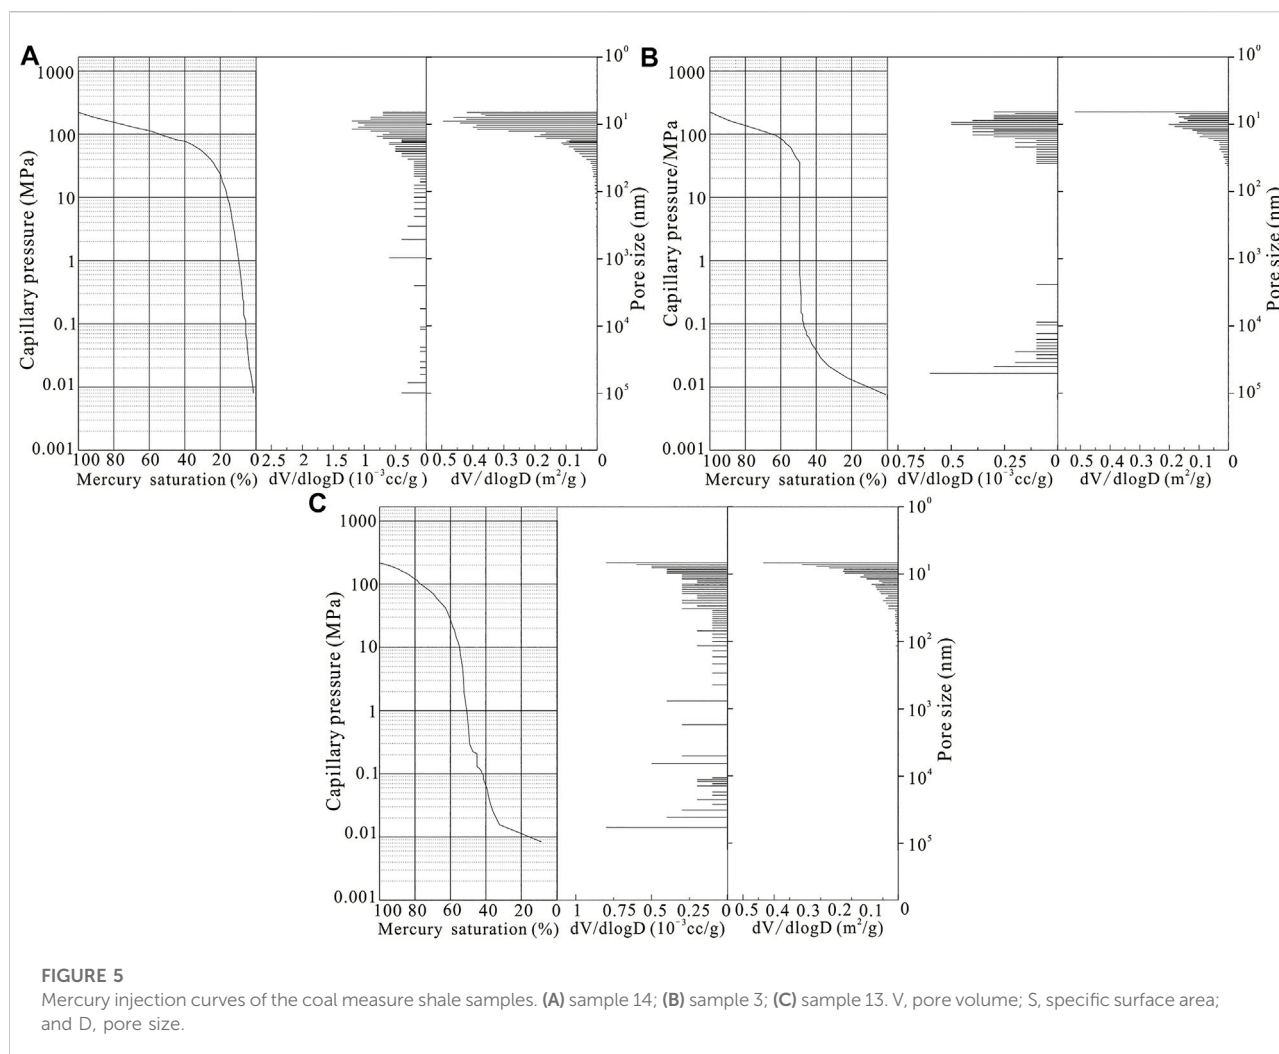 A
1000
100
10
1
0.1
0.01
0.001
Capillary pressure (MPa)
100 80 60 40 20 0
Mercury saturation (%)
2.5 2 1.5 1 0.5 0
dV/dlogD (10⁻³cc/g)
0.5 0.4 0.3 0.2 0.1 0
dV/dlogD (m²/g)
10⁰
10¹
10²
10³
10⁴
10⁵
Pore size (nm)
B
1000
100
10
1
0.1
0.01
0.001
Capillary pressure/MPa
100 80 60 40 20 0
Mercury saturation (%)
0.75 0.5 0.25 0
dV/dlogD (10⁻³cc/g)
0.5 0.4 0.3 0.2 0.1 0
dV/dlogD (m²/g)
10⁰
10¹
10²
10³
10⁴
10⁵
Pore size (nm)
C
1000
100
10
1
0.1
0.01
0.001
Capillary pressure (MPa)
100 80 60 40 20 0
Mercury saturation (%)
1 0.75 0.5 0.25 0
dV/dlogD (10⁻³cc/g)
0.5 0.4 0.3 0.2 0.1 0
dV/dlogD (m²/g)
10⁰
10¹
10²
10³
10⁴
10⁵
Pore size (nm)
FIGURE 5
Mercury injection curves of the coal measure shale samples. (A) sample 14; (B) sample 3; (C) sample 13. V, pore volume; S, specific surface area;
and D, pore size.